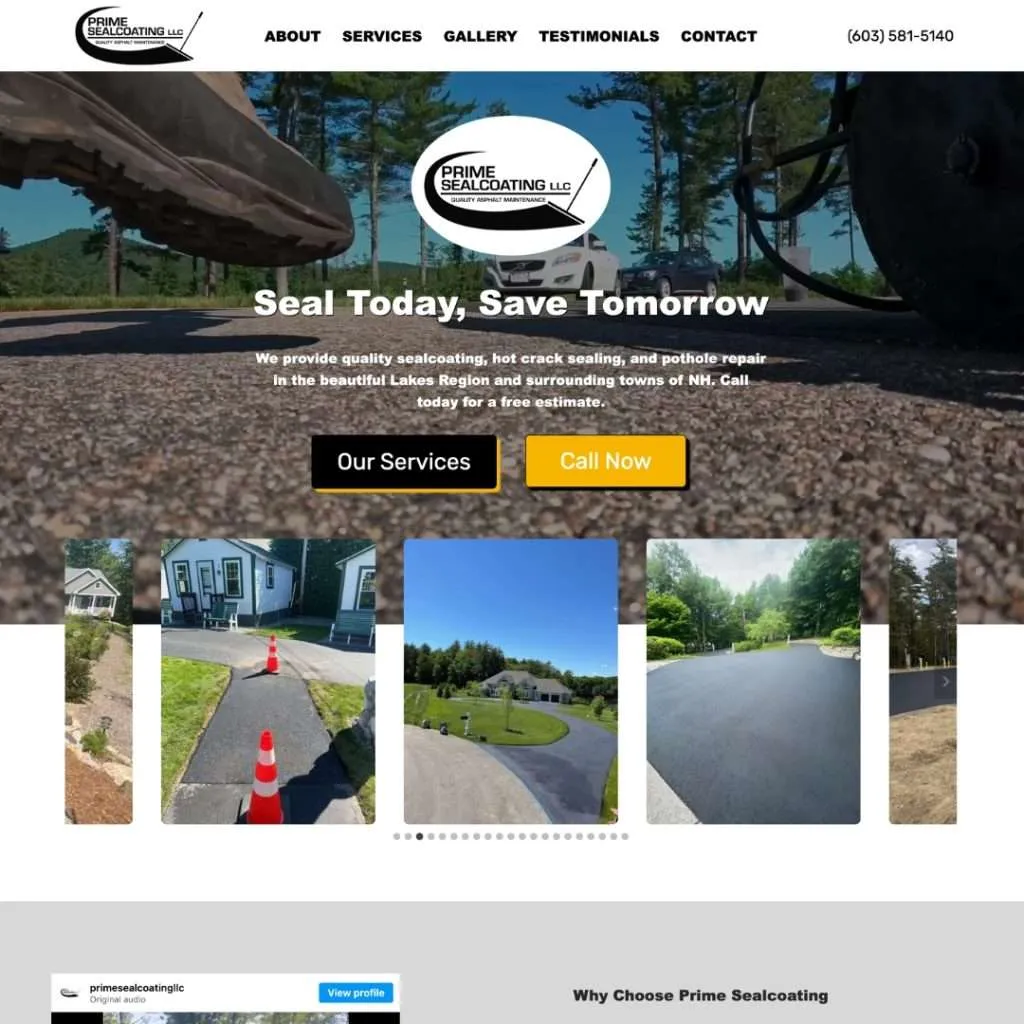 PRIME
SEALCOATING LLC
QUALITY ASPHALT MAINTENANCE
ABOUT SERVICES GALLERY TESTIMONIALS CONTACT
(603) 581-5140
PRIME
SEALCOATING LLC
QUALITY ASPHALT MAINTENANCE
Seal Today, Save Tomorrow
We provide quality sealcoating, hot crack sealing, and pothole repair
in the beautiful Lakes Region and surrounding towns of NH. Call
today for a free estimate.
Our Services
Call Now
primesealcoatingllc
Original audio
View profile
Why Choose Prime Sealcoating